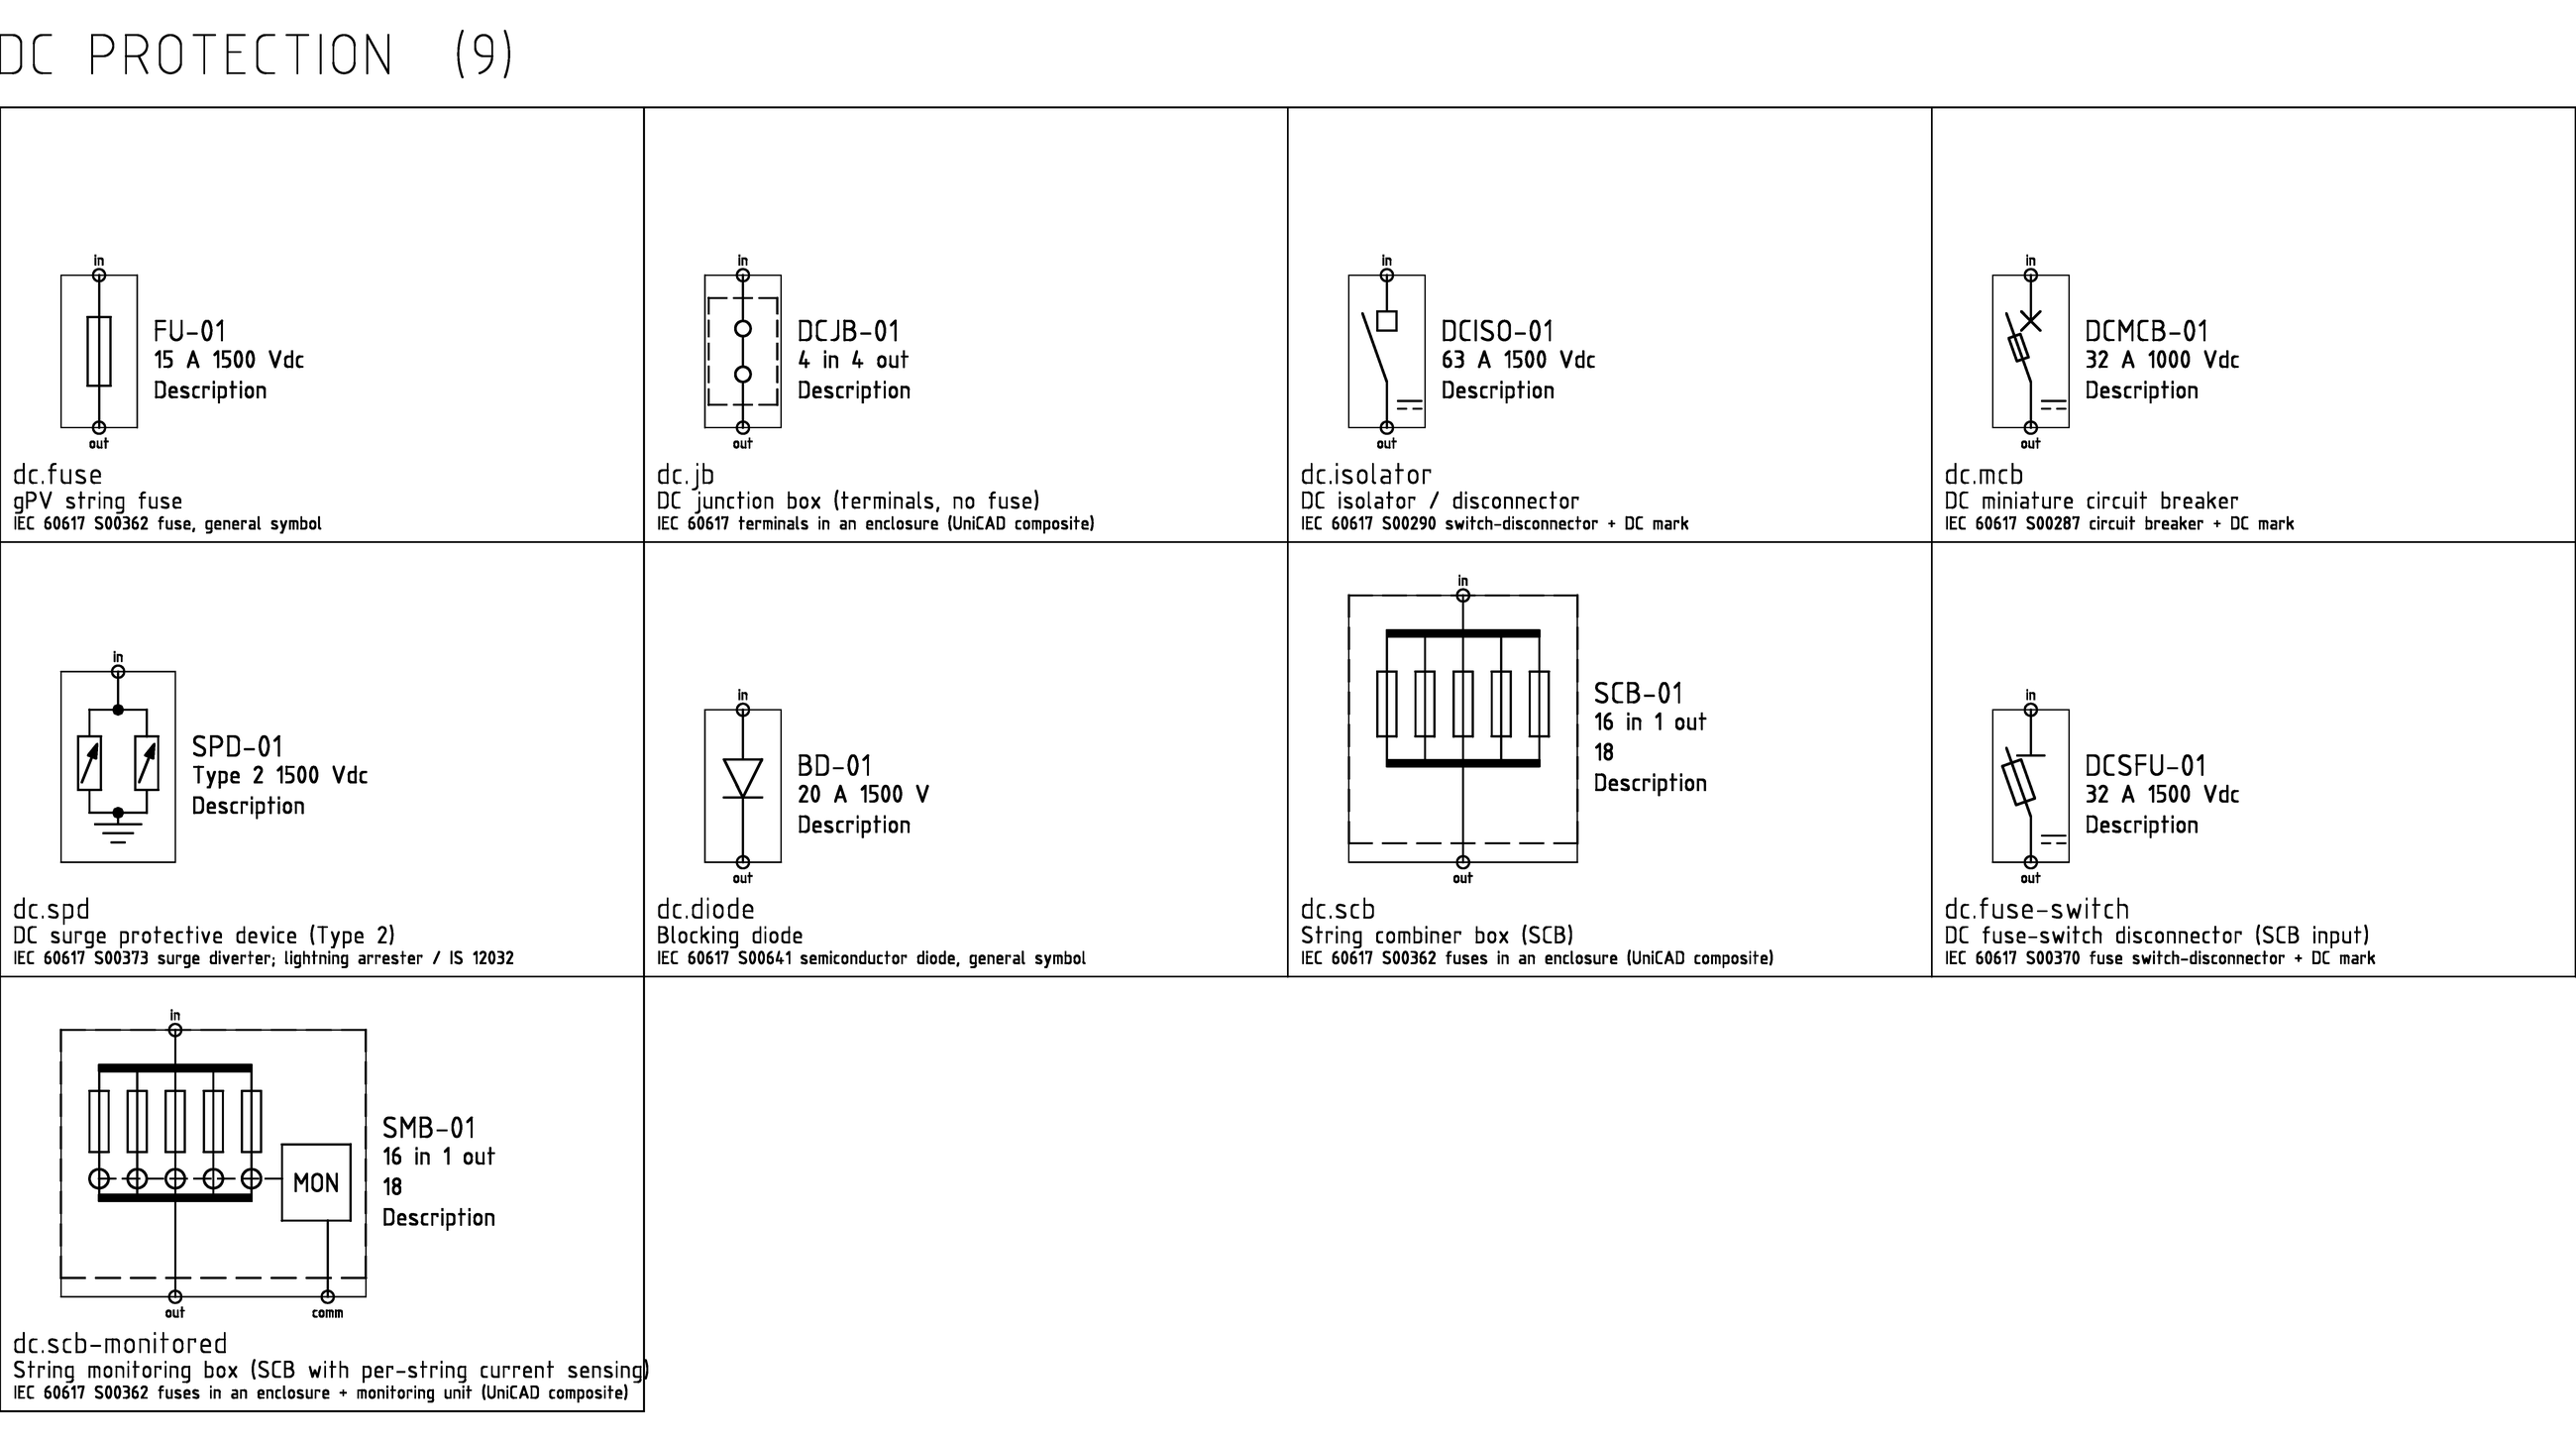 DC PROTECTION (9)
in
FU-01
15 A 1500 Vdc
Description
out
dc.fuse
gPV string fuse
IEC 60617 S00362 fuse, general symbol
in
DCJB-01
4 in 4 out
Description
out
dc.jb
DC junction box (terminals, no fuse)
IEC 60617 terminals in an enclosure (UniCAD composite)
in
DCISO-01
63 A 1500 Vdc
Description
out
dc.isolator
DC isolator / disconnector
IEC 60617 S00290 switch-disconnector + DC mark
in
DCMCB-01
32 A 1000 Vdc
Description
out
dc.mcb
DC miniature circuit breaker
IEC 60617 S00287 circuit breaker + DC mark
in
SPD-01
Type 2 1500 Vdc
Description
dc.spd
DC surge protective device (Type 2)
IEC 60617 S00373 surge diverter; lightning arrester / IS 12032
in
BD-01
20 A 1500 V
Description
out
dc.diode
Blocking diode
IEC 60617 S00641 semiconductor diode, general symbol
in
SCB-01
16 in 1 out
18
Description
out
dc.scb
String combiner box (SCB)
IEC 60617 S00362 fuses in an enclosure (UniCAD composite)
in
DCSFU-01
32 A 1500 Vdc
Description
out
dc.fuse-switch
DC fuse-switch disconnector (SCB input)
IEC 60617 S00370 fuse switch-disconnector + DC mark
in
SMB-01
16 in 1 out
18
Description
MON
out
comm
dc.scb-monitored
String monitoring box (SCB with per-string current sensing)
IEC 60617 S00362 fuses in an enclosure + monitoring unit (UniCAD composite)